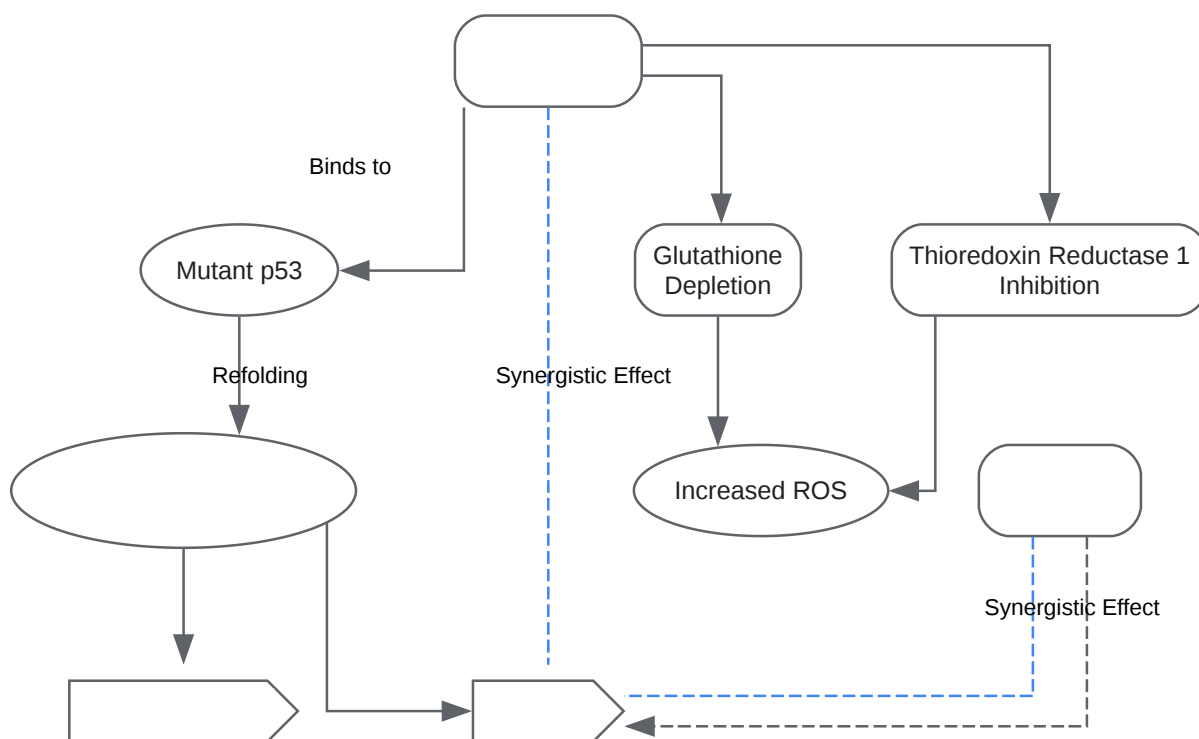 Binds to
Mutant p53
Glutathione
Depletion
Thioredoxin Reductase 1
Inhibition
Refolding
Synergistic Effect
Increased ROS
Synergistic Effect